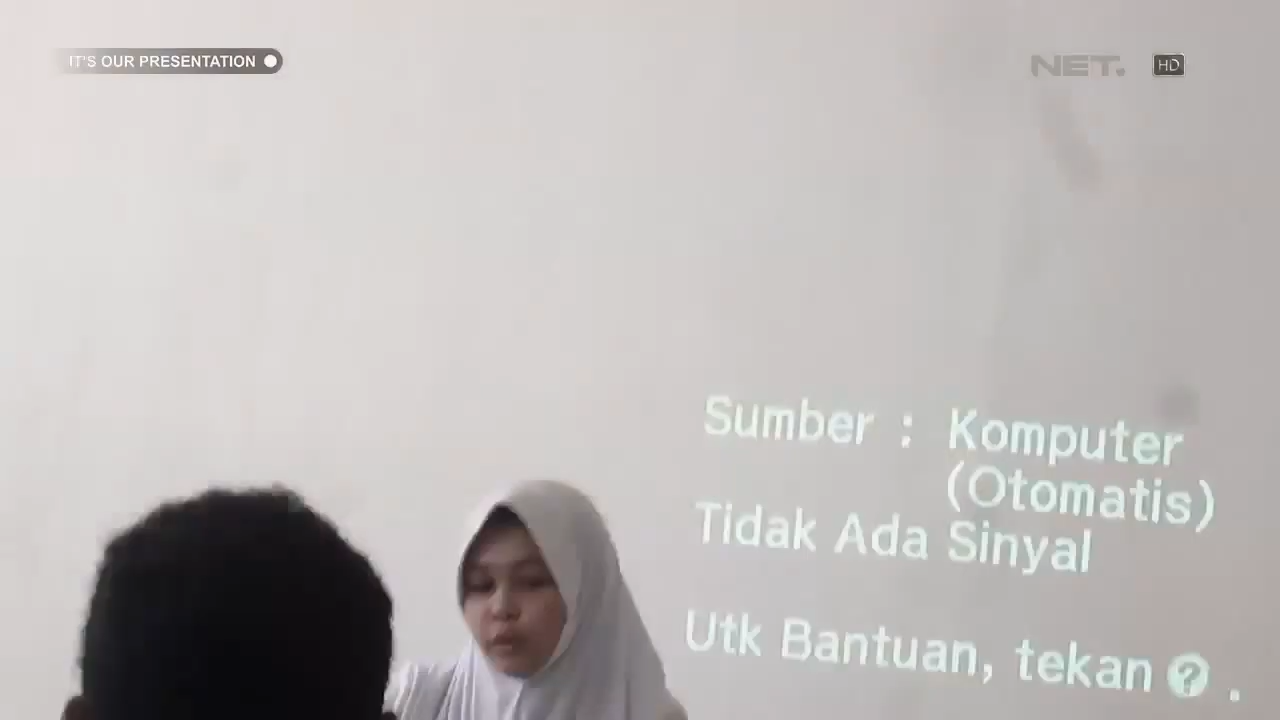 IT'S OUR PRESENTATION
NET. HD
Sumber : Komputer
(Otomatis)
Tidak Ada Sinyal
Utk Bantuan, tekan ? .